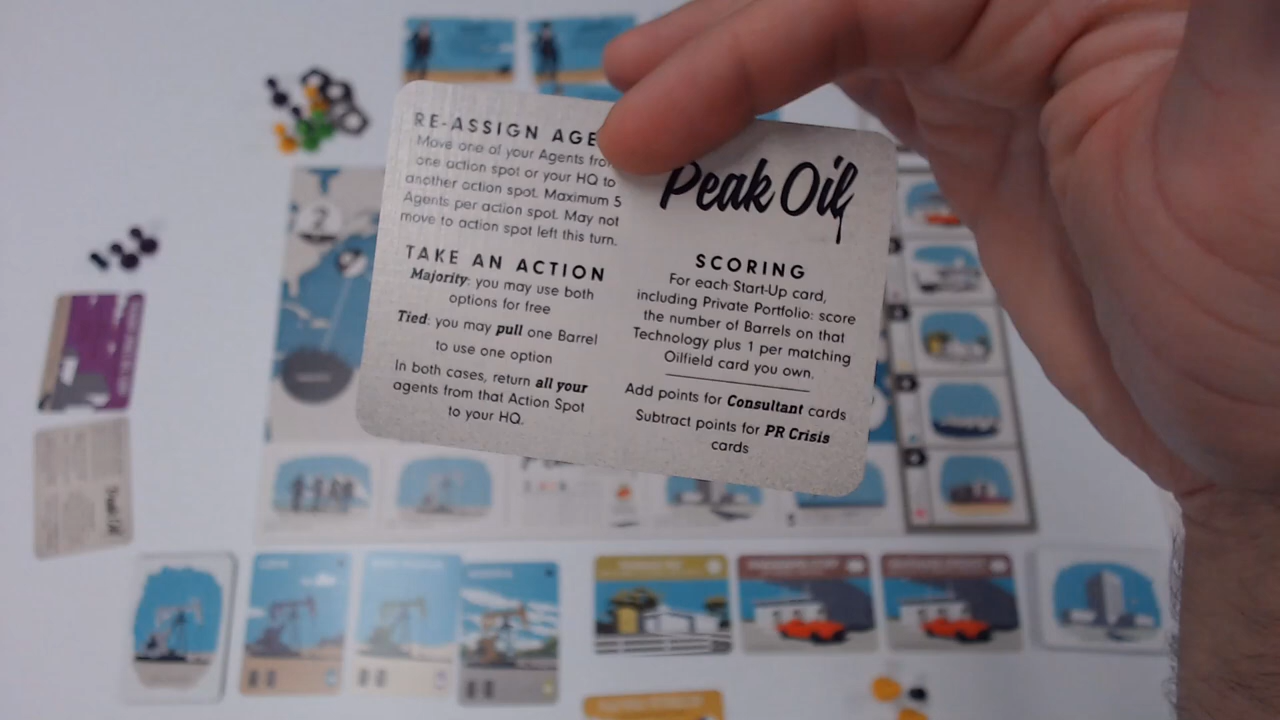 RE-ASSIGN AGE
Move one of your Agents from
one action spot or your HQ to
another action spot. Maximum 5
Agents per action spot. May not
move to action spot left this turn.
TAKE AN ACTION
Majority: you may use both
options for free
Tied: you may pull one Barrel
to use one option
In both cases, return all your
agents from that Action Spot
to your HQ.
Peak Oil
SCORING
For each Start-Up card,
including Private Portfolio: score
the number of Barrels on that
Technology plus 1 per matching
Oilfield card you own.
Add points for Consultant cards
Subtract points for PR Crisis
cards
2
Peak Oil